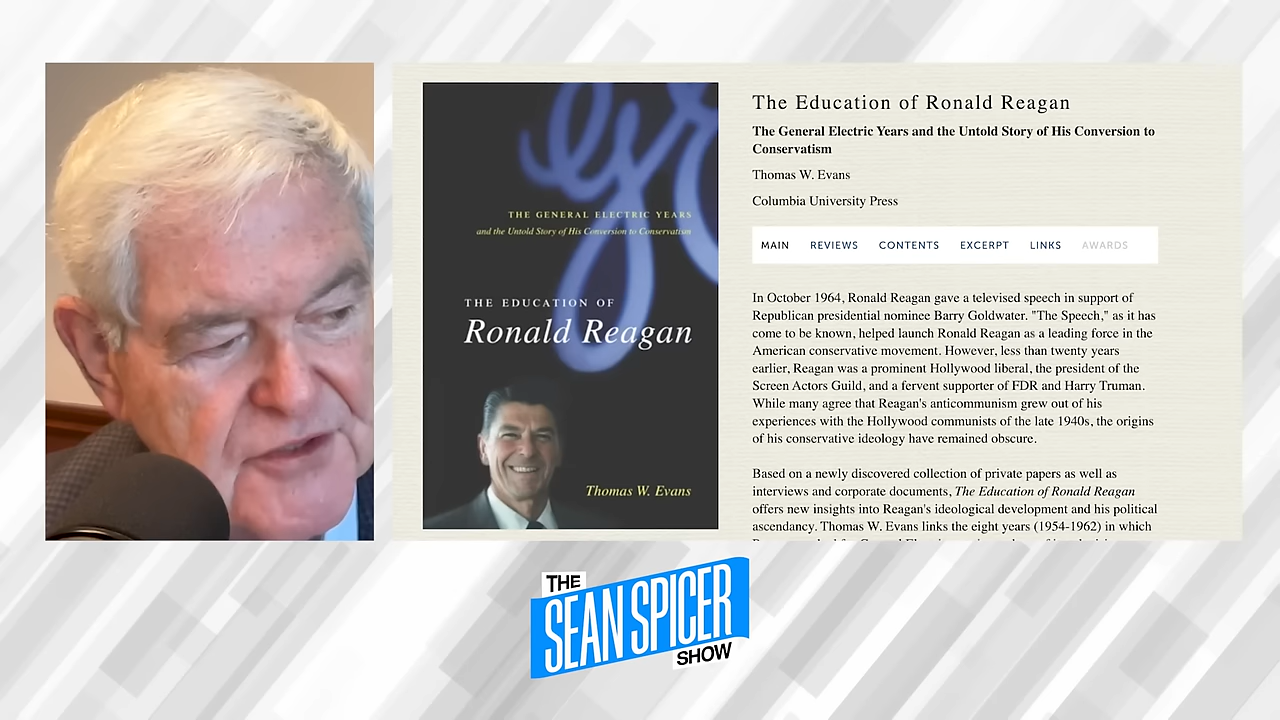 THE GENERAL ELECTRIC YEARS
and the Untold Story of His Conversion to Conservatism
THE EDUCATION OF
Ronald Reagan
Thomas W. Evans
The Education of Ronald Reagan
The General Electric Years and the Untold Story of His Conversion to
Conservatism
Thomas W. Evans
Columbia University Press
MAIN REVIEWS CONTENTS EXCERPT LINKS AWARDS
In October 1964, Ronald Reagan gave a televised speech in support of
Republican presidential nominee Barry Goldwater. "The Speech," as it has
come to be known, helped launch Ronald Reagan as a leading force in the
American conservative movement. However, less than twenty years
earlier, Reagan was a prominent Hollywood liberal, the president of the
Screen Actors Guild, and a fervent supporter of FDR and Harry Truman.
While many agree that Reagan's anticommunism grew out of his
experiences with the Hollywood communists of the late 1940s, the origins
of his conservative ideology have remained obscure.
Based on a newly discovered collection of private papers as well as
interviews and corporate documents, The Education of Ronald Reagan
offers new insights into Reagan's ideological development and his political
ascendancy. Thomas W. Evans links the eight years (1954-1962) in which
THE
SEAN SPICER
SHOW